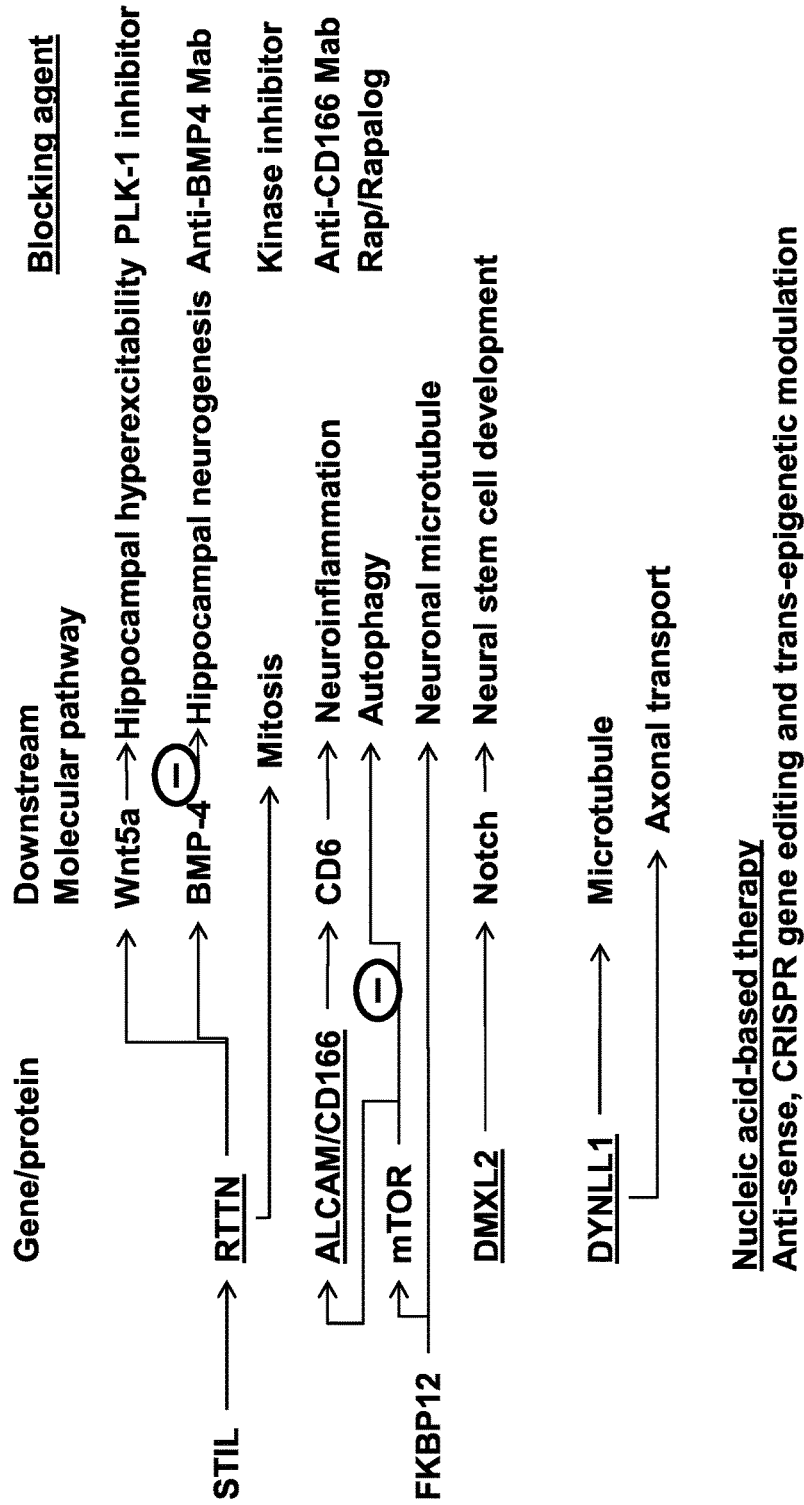 Gene/protein
Downstream
Molecular pathway
Blocking agent
Wnt5a
Hippocampal hyperexcitability
PLK-1 inhibitor
−
STIL
RTTN
BMP-4
Hippocampal neurogenesis
Anti-BMP4 Mab
Mitosis
Kinase inhibitor
ALCAM/CD166
CD6
Neuroinflammation
Anti-CD166 Mab
−
mTOR
Autophagy
Rap/Rapalog
FKBP12
Neuronal microtubule
DMXL2
Notch
Neural stem cell development
DYNLL1
Microtubule
Axonal transport
Nucleic acid-based therapy
Anti-sense, CRISPR gene editing and trans-epigenetic modulation